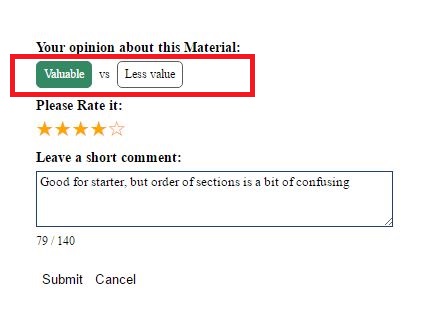 Your opinion about this Material:
Valuable vs Less value
Please Rate it:
Leave a short comment:
Good for starter, but order of sections is a bit of confusing
79 / 140
Submit Cancel